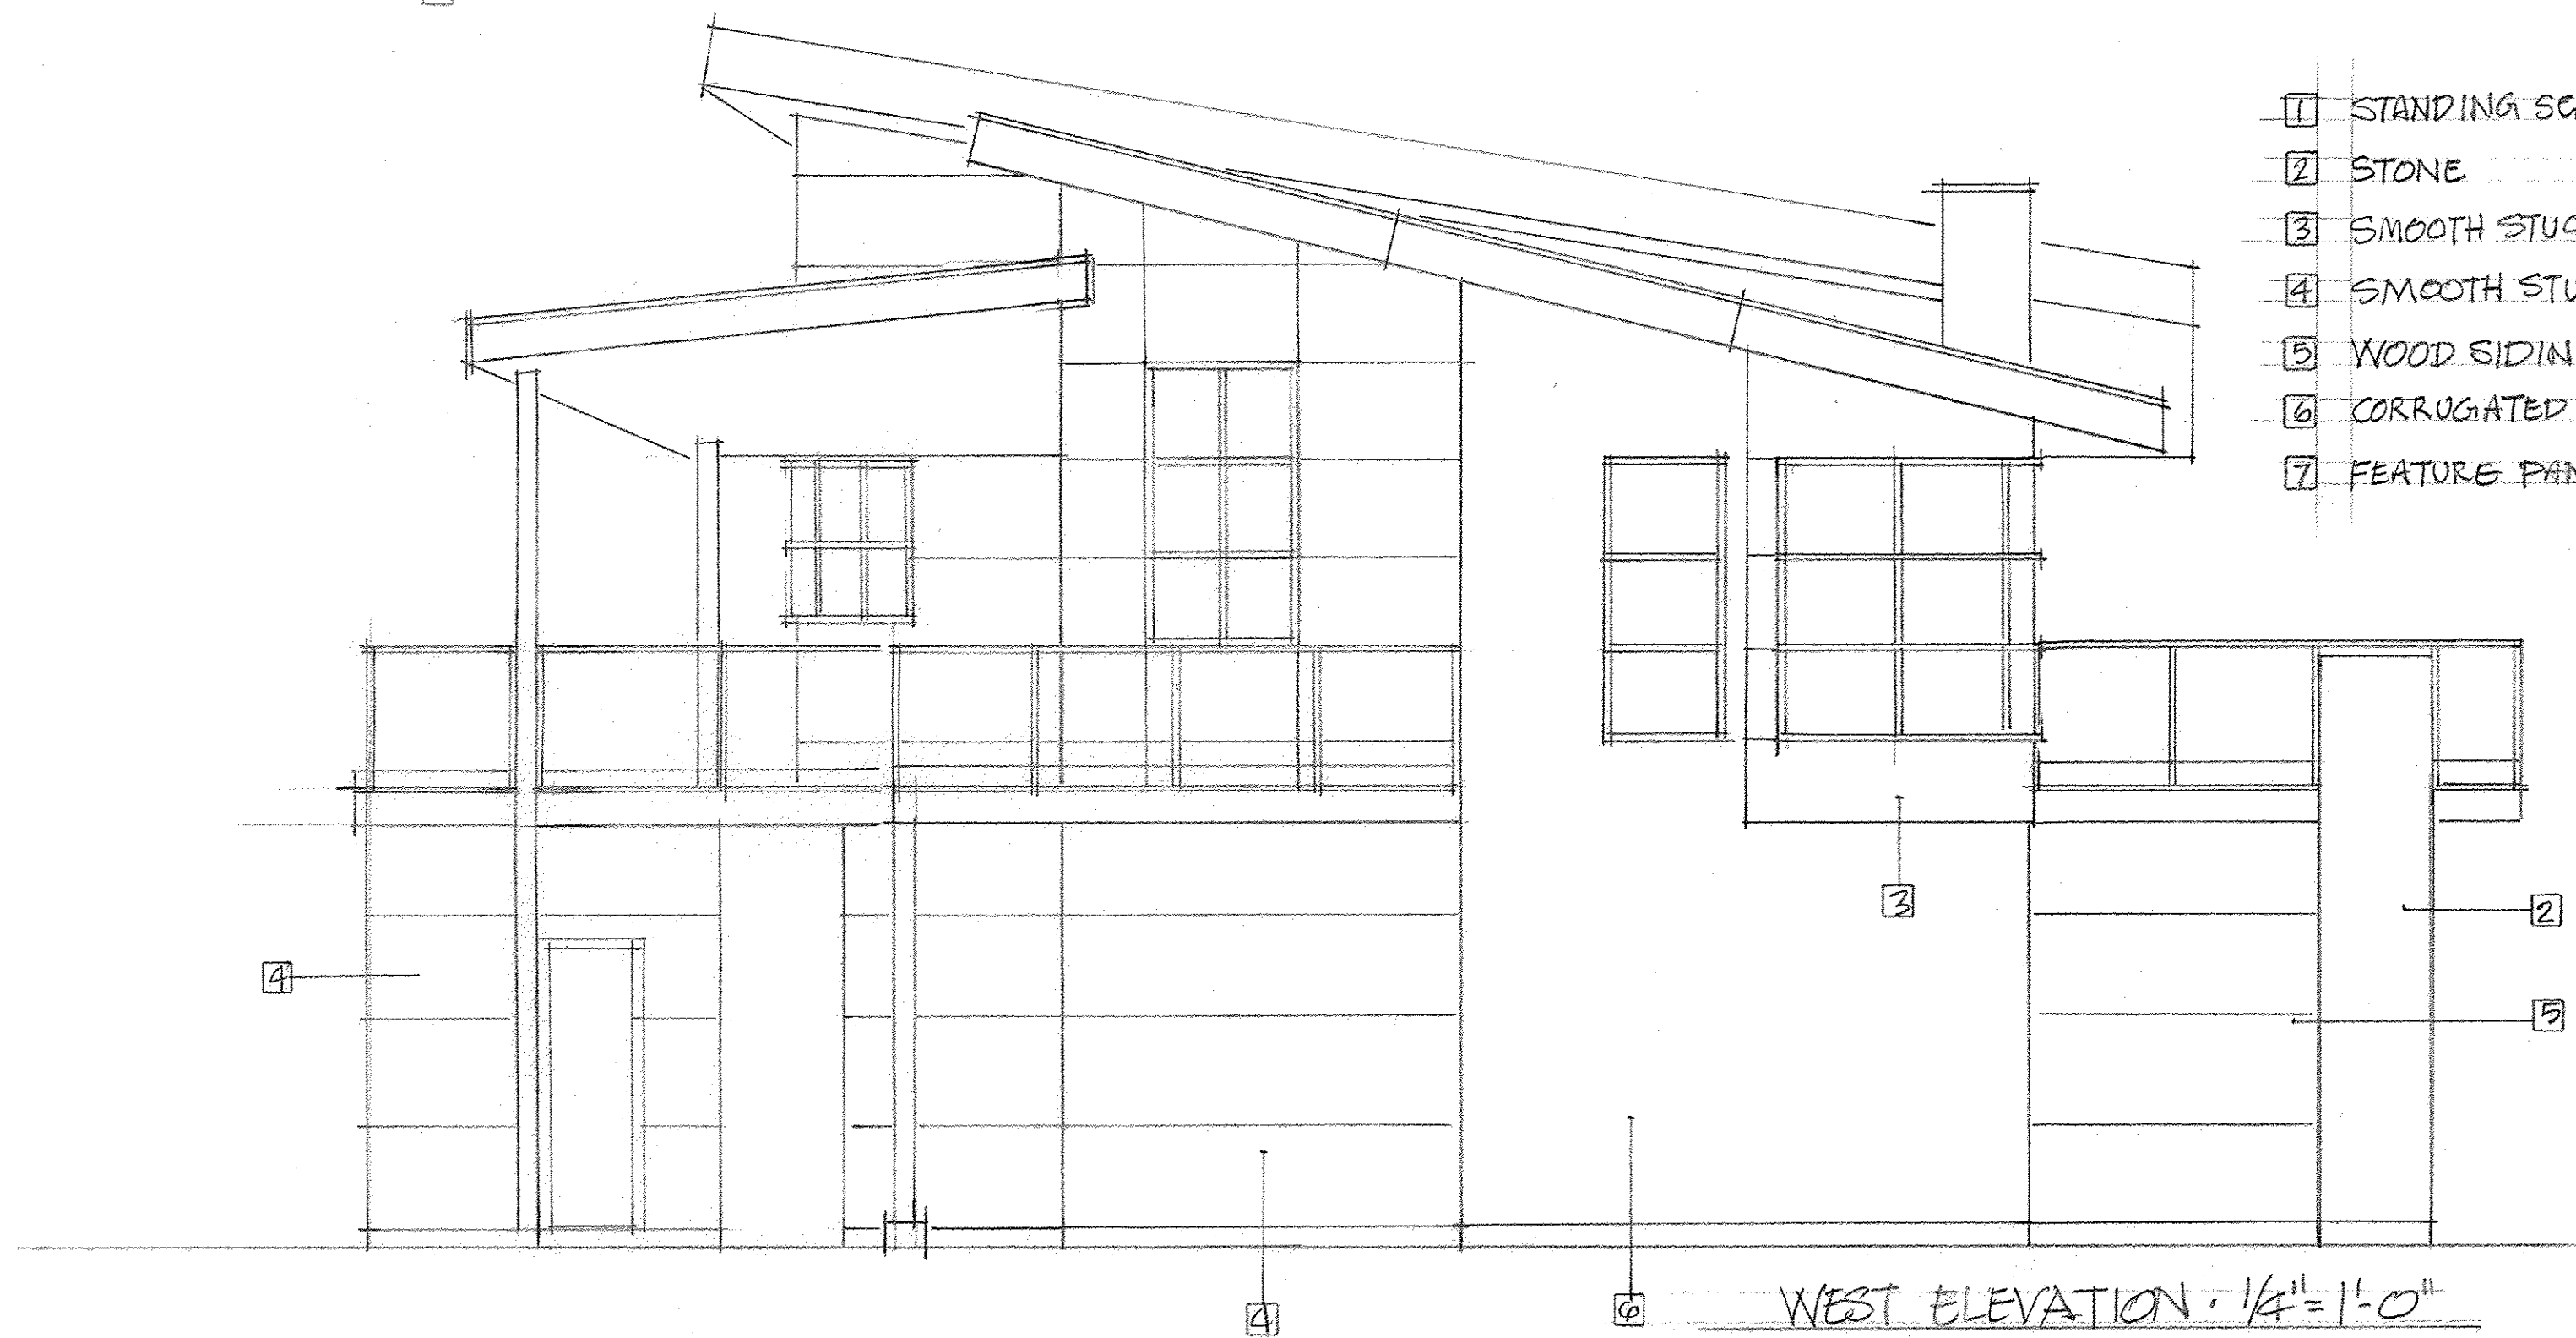 1 STANDING SE
2 STONE
3 SMOOTH STUC
4 SMOOTH STU
5 WOOD SIDIN
6 CORRUGATED
7 FEATURE PAN
3
2
4
5
4
6
WEST ELEVATION · 1/4"=1'-0"